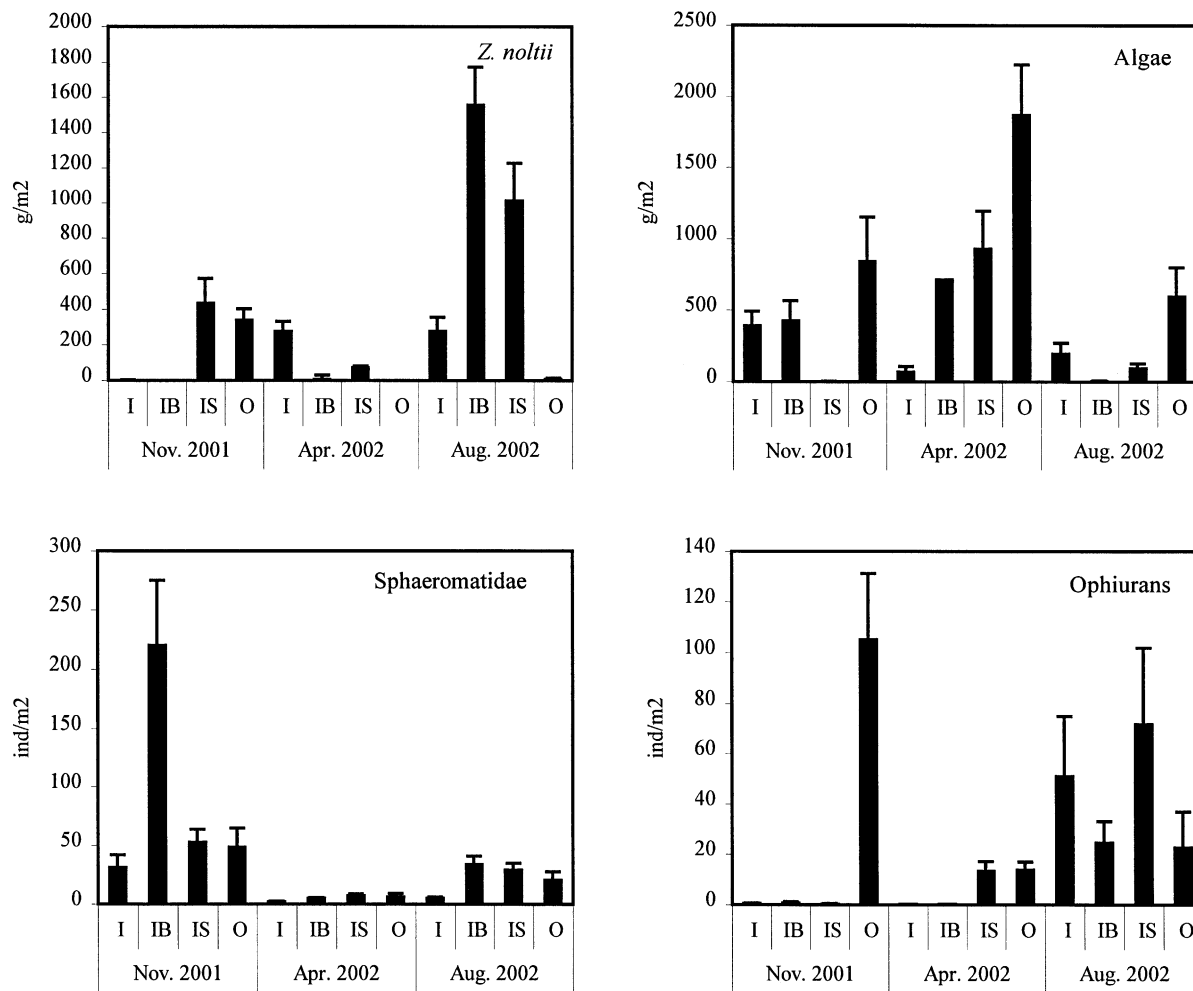 Z. noltii
g/m2
2000
1800
1600
1400
1200
1000
800
600
400
200
0
I IB IS O I IB IS O I IB IS O
Nov. 2001 Apr. 2002 Aug. 2002
Algae
g/m2
2500
2000
1500
1000
500
0
I IB IS O I IB IS O I IB IS O
Nov. 2001 Apr. 2002 Aug. 2002
Sphaeromatidae
ind/m2
300
250
200
150
100
50
0
I IB IS O I IB IS O I IB IS O
Nov. 2001 Apr. 2002 Aug. 2002
Ophiurans
ind/m2
140
120
100
80
60
40
20
0
I IB IS O I IB IS O I IB IS O
Nov. 2001 Apr. 2002 Aug. 2002